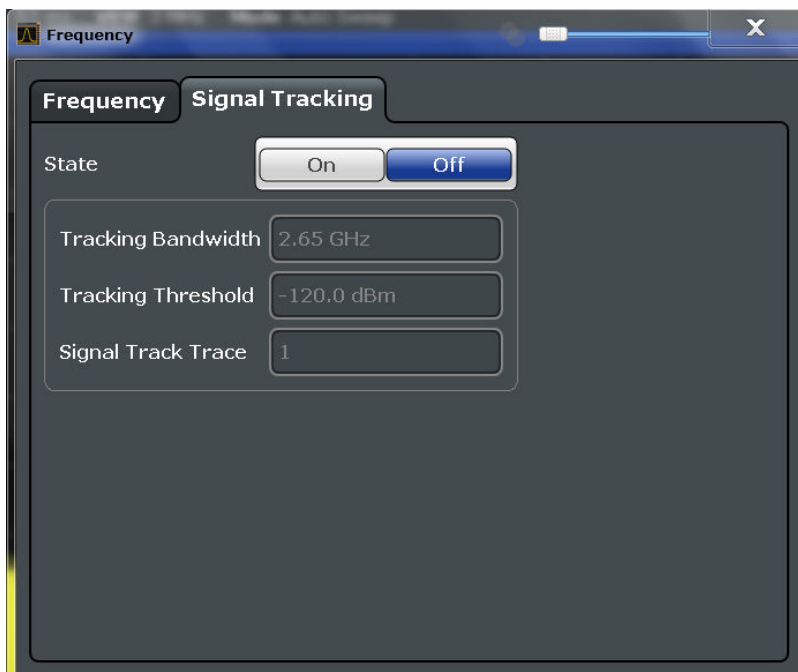 Frequency
X
Frequency
Signal Tracking
State
On
Off
Tracking Bandwidth
2.65 GHz
Tracking Threshold
-120.0 dBm
Signal Track Trace
1